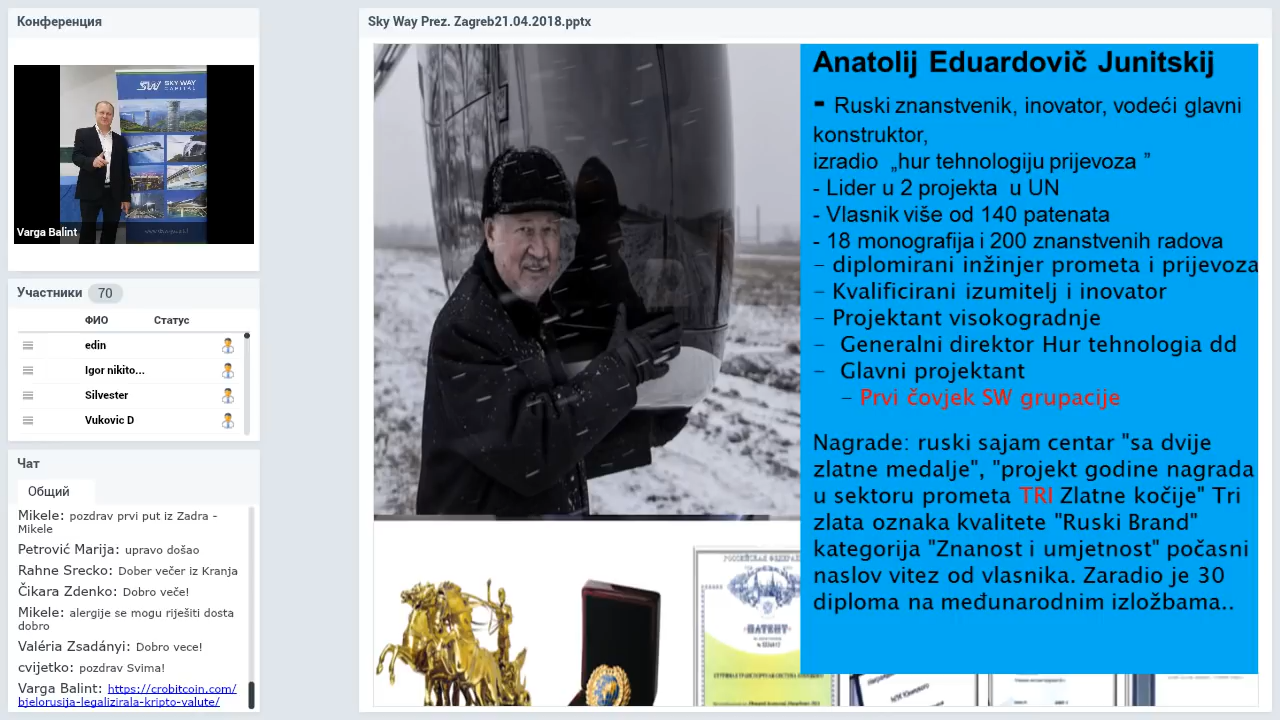 Конференция
SKY WAY
CAPITAL
Varga Balint
Участники 70
ФИО Статус
edin
Igor nikito...
Silvester
Vukovic D
Чат
Общий
Mikele: pozdrav prvi put iz Zadra -
Mikele
Petrović Marija: upravo došao
Rahne Srecko: Dober večer iz Kranja
Čikara Zdenko: Dobro veče!
Mikele: alergije se mogu riješiti dosta
dobro
Valéria Zsadányi: Dobro vece!
cvijetko: pozdrav Svima!
Varga Balint: https://crobitcoin.com/
bjelorusija-legalizirala-kripto-valute/
Sky Way Prez. Zagreb21.04.2018.pptx
Anatolij Eduardovič Junitskij
- Ruski znanstvenik, inovator, vodeći glavni
konstruktor,
izradio „hur tehnologiju prijevoza ”
- Lider u 2 projekta u UN
- Vlasnik više od 140 patenata
- 18 monografija i 200 znanstvenih radova
– diplomirani inžinjer prometa i prijevoza
– Kvalificirani izumitelj i inovator
– Projektant visokogradnje
– Generalni direktor Hur tehnologia dd
– Glavni projektant
– Prvi čovjek SW grupacije
Nagrade: ruski sajam centar "sa dvije
zlatne medalje", "projekt godine nagrada
u sektoru prometa TRI Zlatne kočije" Tri
zlata oznaka kvalitete "Ruski Brand"
kategorija "Znanost i umjetnost" počasni
naslov vitez od vlasnika. Zaradio je 30
diploma na međunarodnim izložbama..
ПАТЕНТ